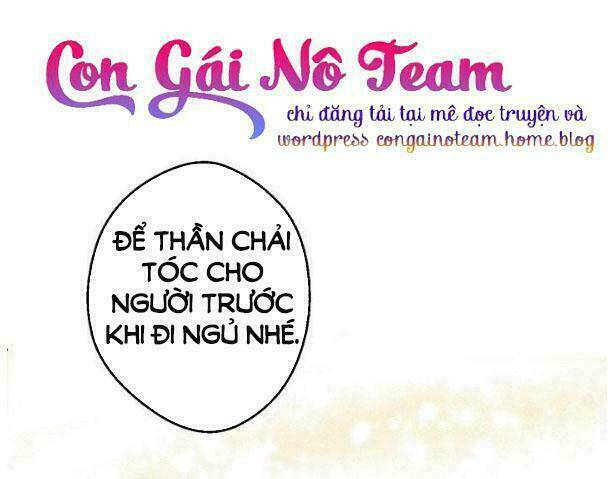 Con Gái Nô Team
chỉ đăng tải tại mê đọc truyện và
wordpress congainoteam.home.blog
ĐỂ THẦN CHẢI
TÓC CHO
NGƯỜI TRƯỚC
KHI ĐI NGỦ NHÉ.